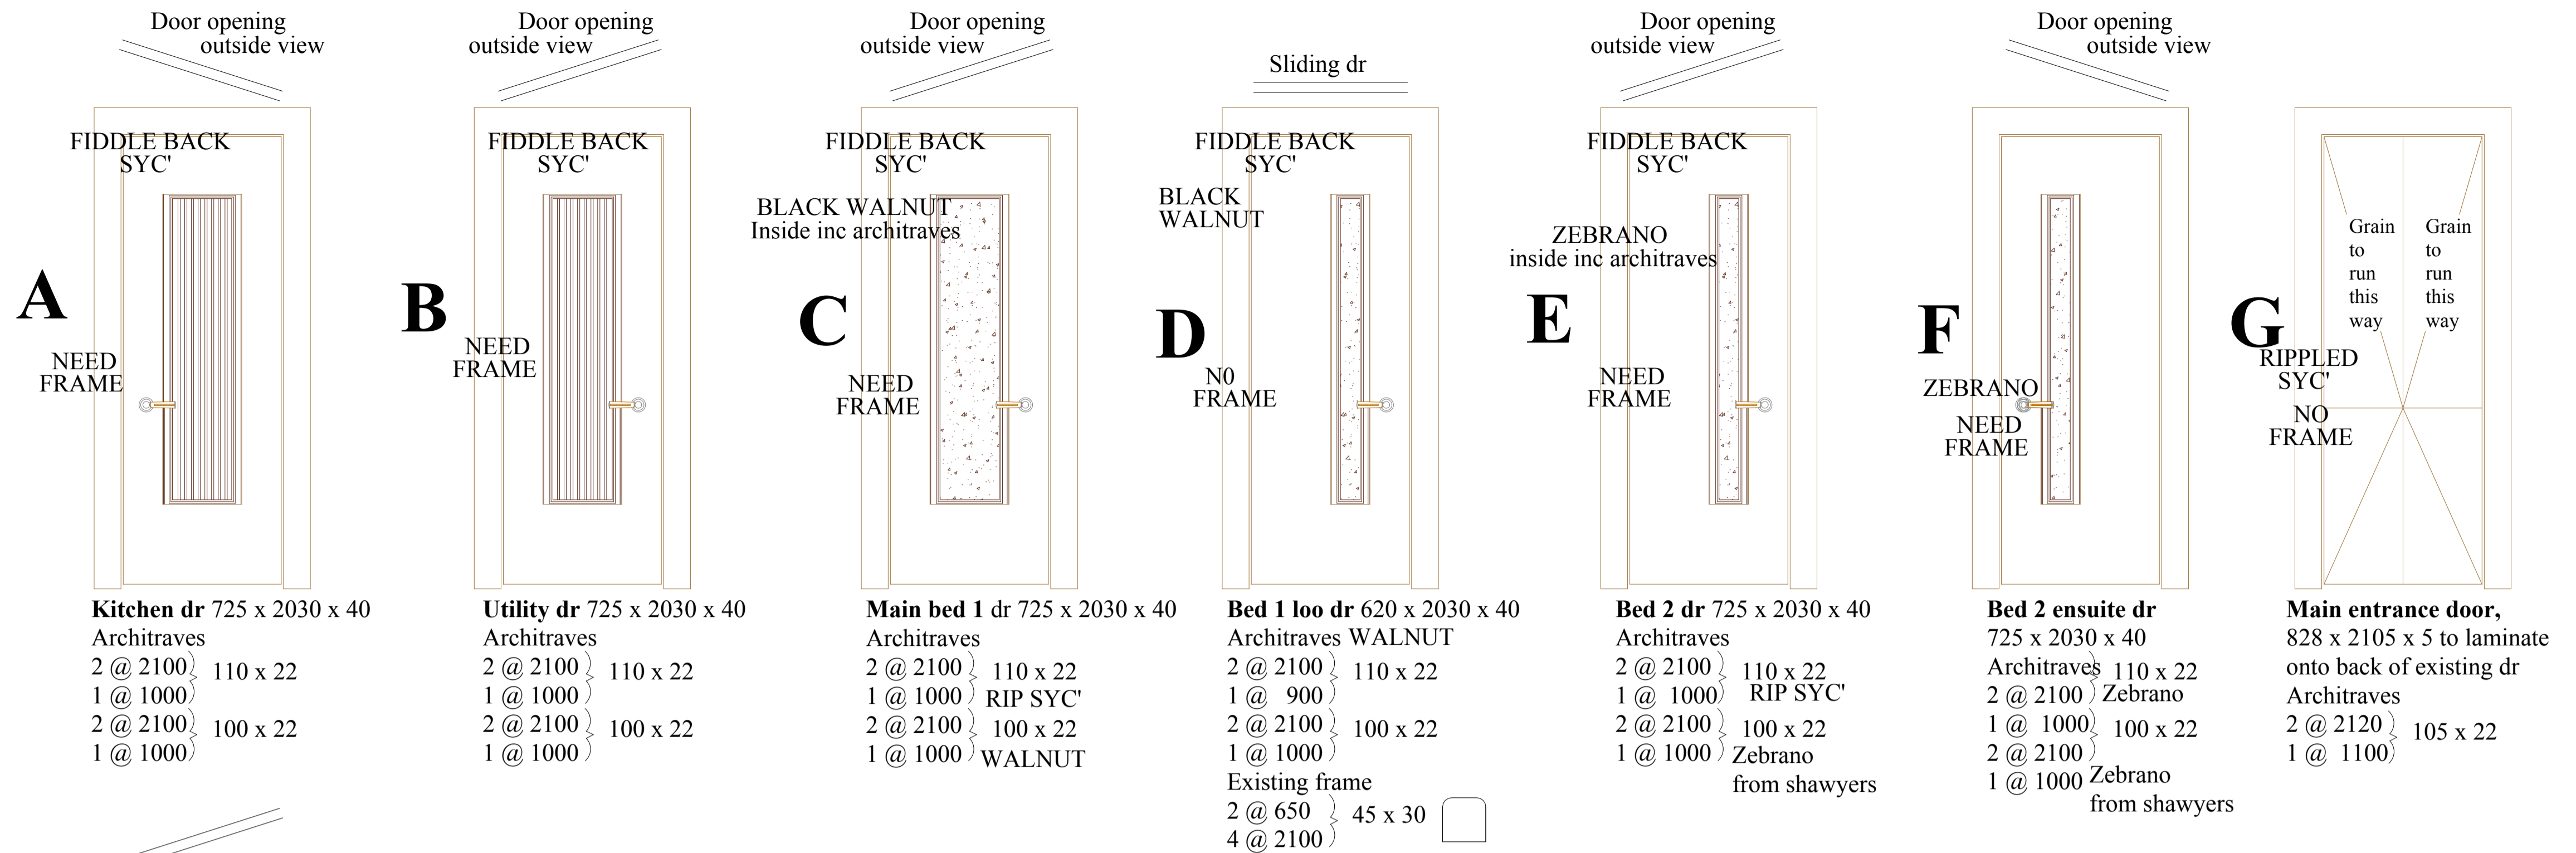 Door opening
outside view
FIDDLE BACK
SYC'
A
NEED
FRAME
Kitchen dr 725 x 2030 x 40
Architraves
2 @ 2100
1 @ 1000
110 x 22
2 @ 2100
1 @ 1000
100 x 22
Door opening
outside view
FIDDLE BACK
SYC'
B
NEED
FRAME
Utility dr 725 x 2030 x 40
Architraves
2 @ 2100
1 @ 1000
110 x 22
2 @ 2100
1 @ 1000
100 x 22
Door opening
outside view
FIDDLE BACK
SYC'
BLACK WALNUT
Inside inc architraves
C
NEED
FRAME
Main bed 1 dr 725 x 2030 x 40
Architraves
2 @ 2100
1 @ 1000
110 x 22
RIP SYC'
2 @ 2100
1 @ 1000
100 x 22
WALNUT
Sliding dr
FIDDLE BACK
SYC'
BLACK
WALNUT
D
N0
FRAME
Bed 1 loo dr 620 x 2030 x 40
Architraves WALNUT
2 @ 2100
1 @ 900
110 x 22
2 @ 2100
1 @ 1000
100 x 22
Existing frame
2 @ 650
4 @ 2100
45 x 30
Door opening
outside view
FIDDLE BACK
SYC'
ZEBRANO
inside inc architraves
E
NEED
FRAME
Bed 2 dr 725 x 2030 x 40
Architraves
2 @ 2100
1 @ 1000
110 x 22
RIP SYC'
2 @ 2100
1 @ 1000
100 x 22
Zebrano
from shawyers
Door opening
outside view
F
ZEBRANO
NEED
FRAME
Bed 2 ensuite dr
725 x 2030 x 40
Architraves
110 x 22
2 @ 2100
Zebrano
1 @ 1000
100 x 22
2 @ 2100
1 @ 1000
Zebrano
from shawyers
Grain
to
run
this
way
Grain
to
run
this
way
G
RIPPLED
SYC'
NO
FRAME
Main entrance door,
828 x 2105 x 5 to laminate
onto back of existing dr
Architraves
2 @ 2120
1 @ 1100
105 x 22